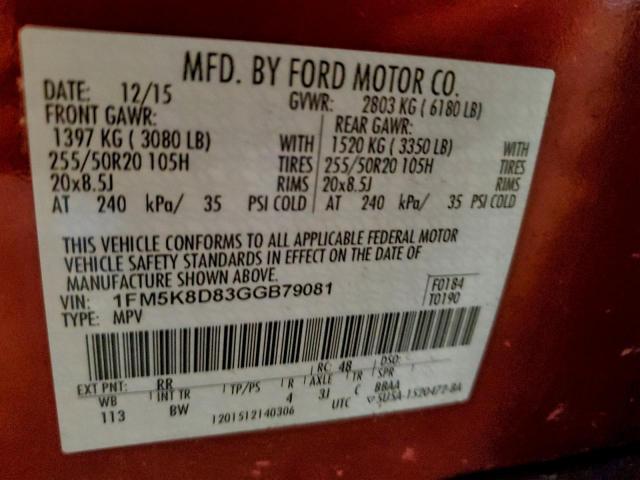 MFD. BY FORD MOTOR CO.
DATE: 12/15 GVWR: 2803 KG ( 6180 LB)
FRONT GAWR: REAR GAWR:
1397 KG ( 3080 LB) WITH 1520 KG ( 3350 LB) WITH
255/50R20 105H TIRES 255/50R20 105H TIRES
20x8.5J RIMS 20x8.5J RIMS
AT 240 kPa/ 35 PSI COLD AT 240 kPa/ 35 PSI COLD
THIS VEHICLE CONFORMS TO ALL APPLICABLE FEDERAL MOTOR
VEHICLE SAFETY STANDARDS IN EFFECT ON THE DATE OF
MANUFACTURE SHOWN ABOVE.
VIN: 1FM5K8D83GGB79081 F0184
TYPE: MPV T0190
EXT PNT: RR RC: 48 DSO:
WB INT TR TP/PS R AXLE TR SPR
113 BW 4 3J C BBAA
1201512140306 UTC